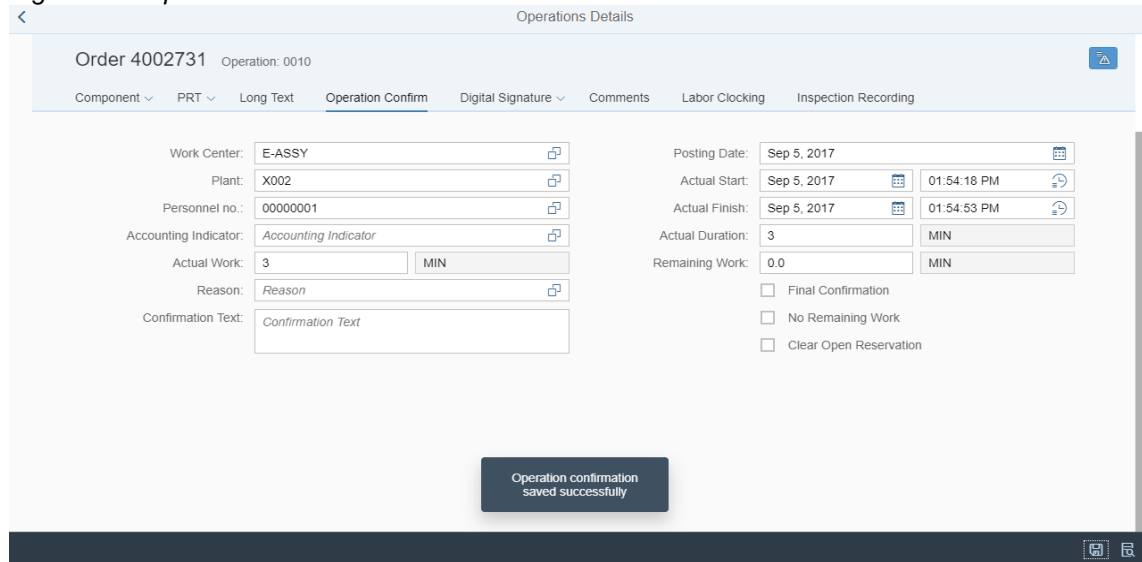 Operations Details
Order 4002731 Operation: 0010
Component PRT Long Text Operation Confirm Digital Signature Comments Labor Clocking Inspection Recording
Work Center: E-ASSY Posting Date: Sep 5, 2017
Plant: X002 Actual Start: Sep 5, 2017 01:54:18 PM
Personnel no.: 00000001 Actual Finish: Sep 5, 2017 01:54:53 PM
Accounting Indicator: Accounting Indicator Actual Duration: 3 MIN
Actual Work: 3 MIN Remaining Work: 0.0 MIN
Reason: Reason Final Confirmation
Confirmation Text: Confirmation Text No Remaining Work
Clear Open Reservation
Operation confirmation
saved successfully